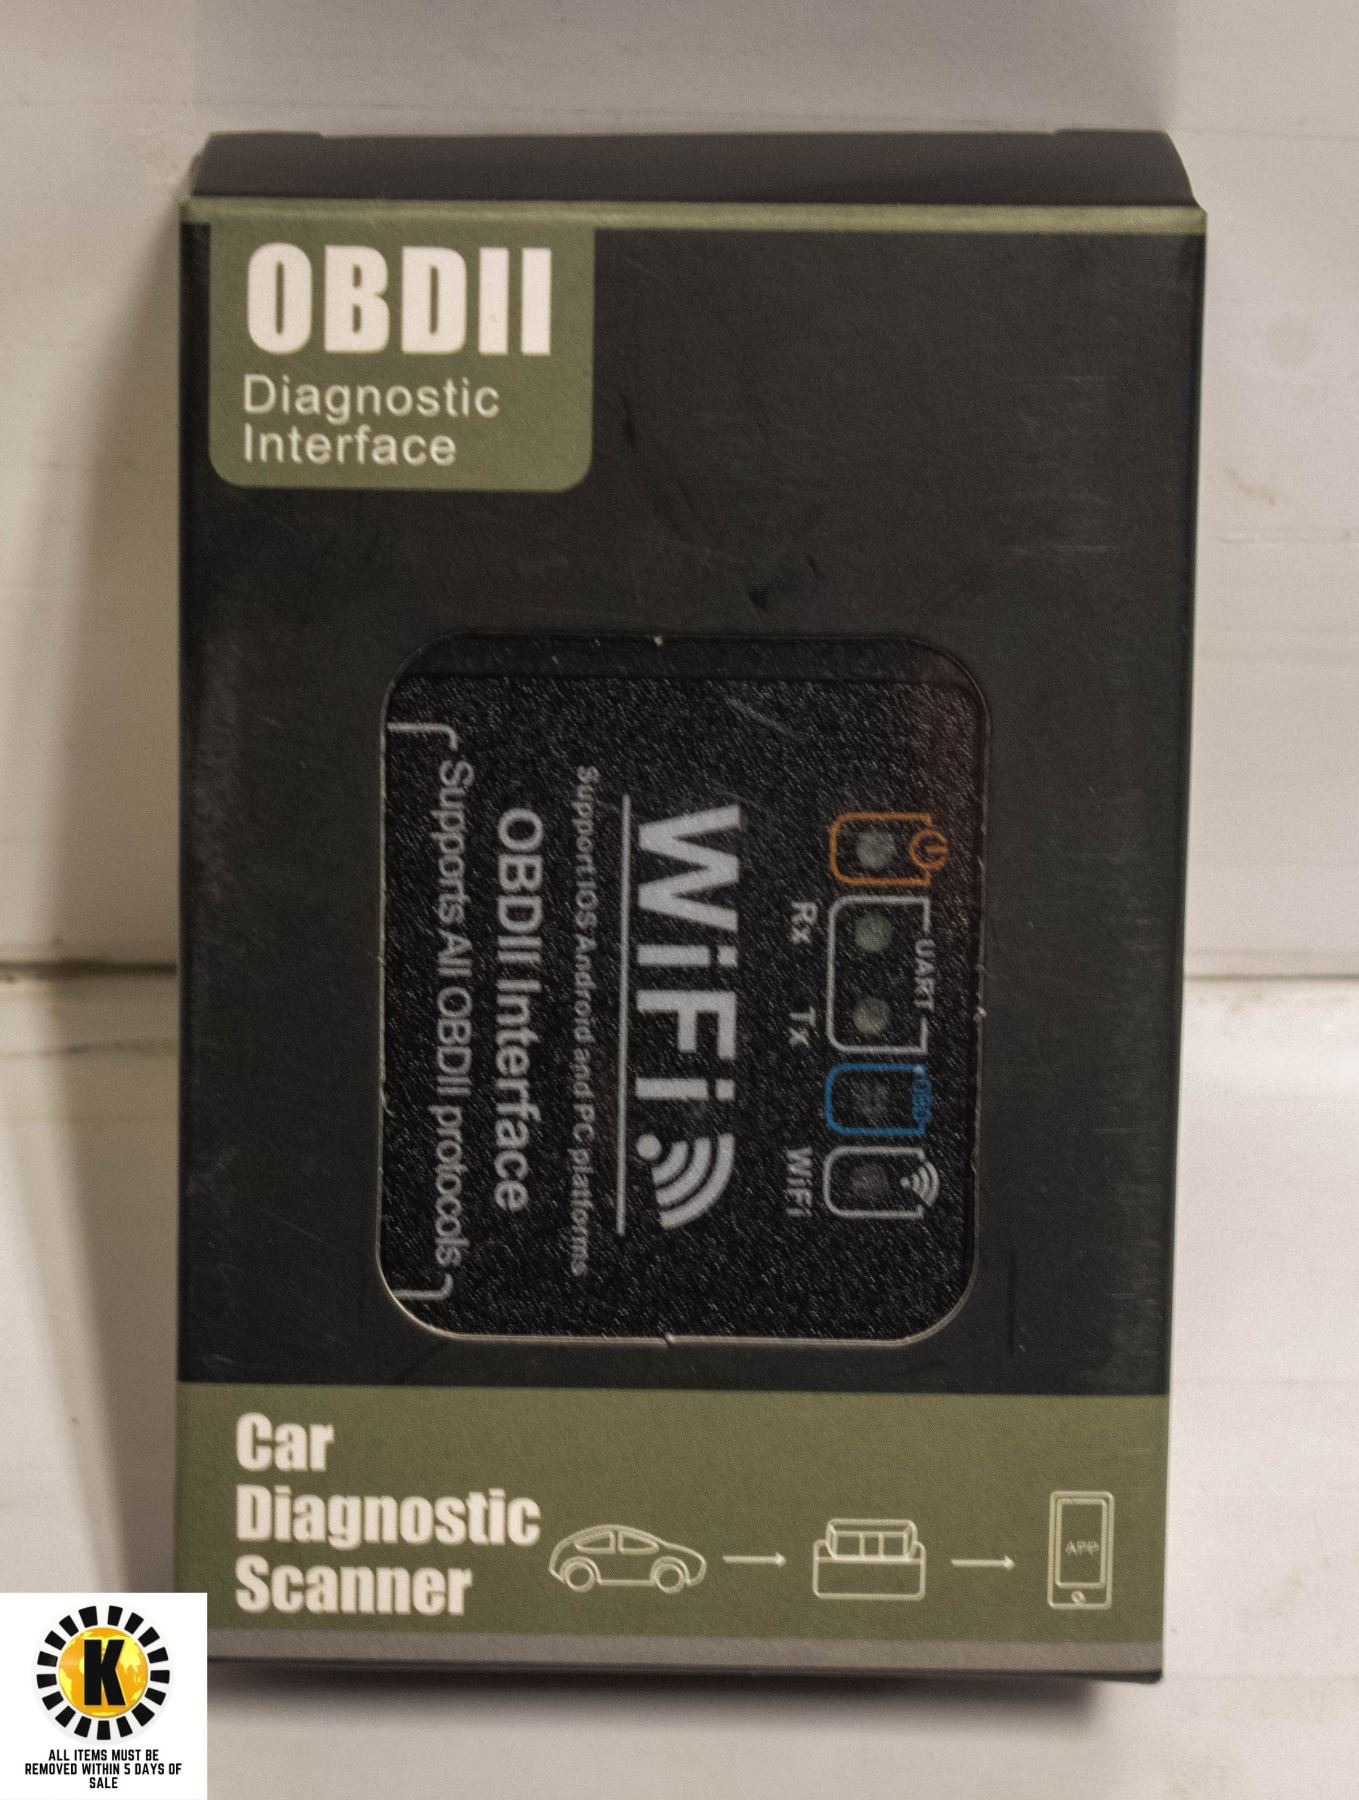 OBDII
Diagnostic
Interface
UART
Rx Tx
OBD
WiFi
WiFi
Support iOS Android and PC platforms
OBDII Interface
Supports All OBDII protocols
Car
Diagnostic
Scanner
APP
K
ALL ITEMS MUST BE
REMOVED WITHIN 5 DAYS OF
SALE